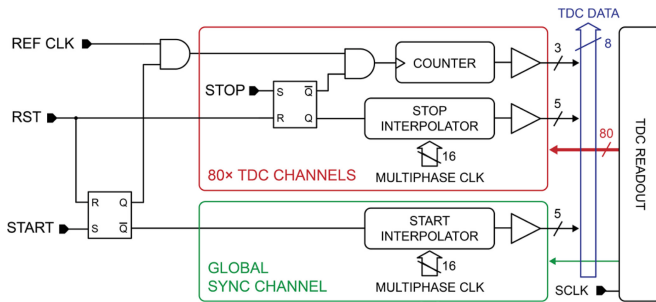 TDC DATA
REF CLK
3
8
COUNTER
STOP
S
Q
R
Q
RST
5
STOP
INTERPOLATOR
80
16
80× TDC CHANNELS
MULTIPHASE CLK
TDC READOUT
R
Q
START
S
Q
5
START
INTERPOLATOR
GLOBAL
SYNC CHANNEL
16
MULTIPHASE CLK
SCLK